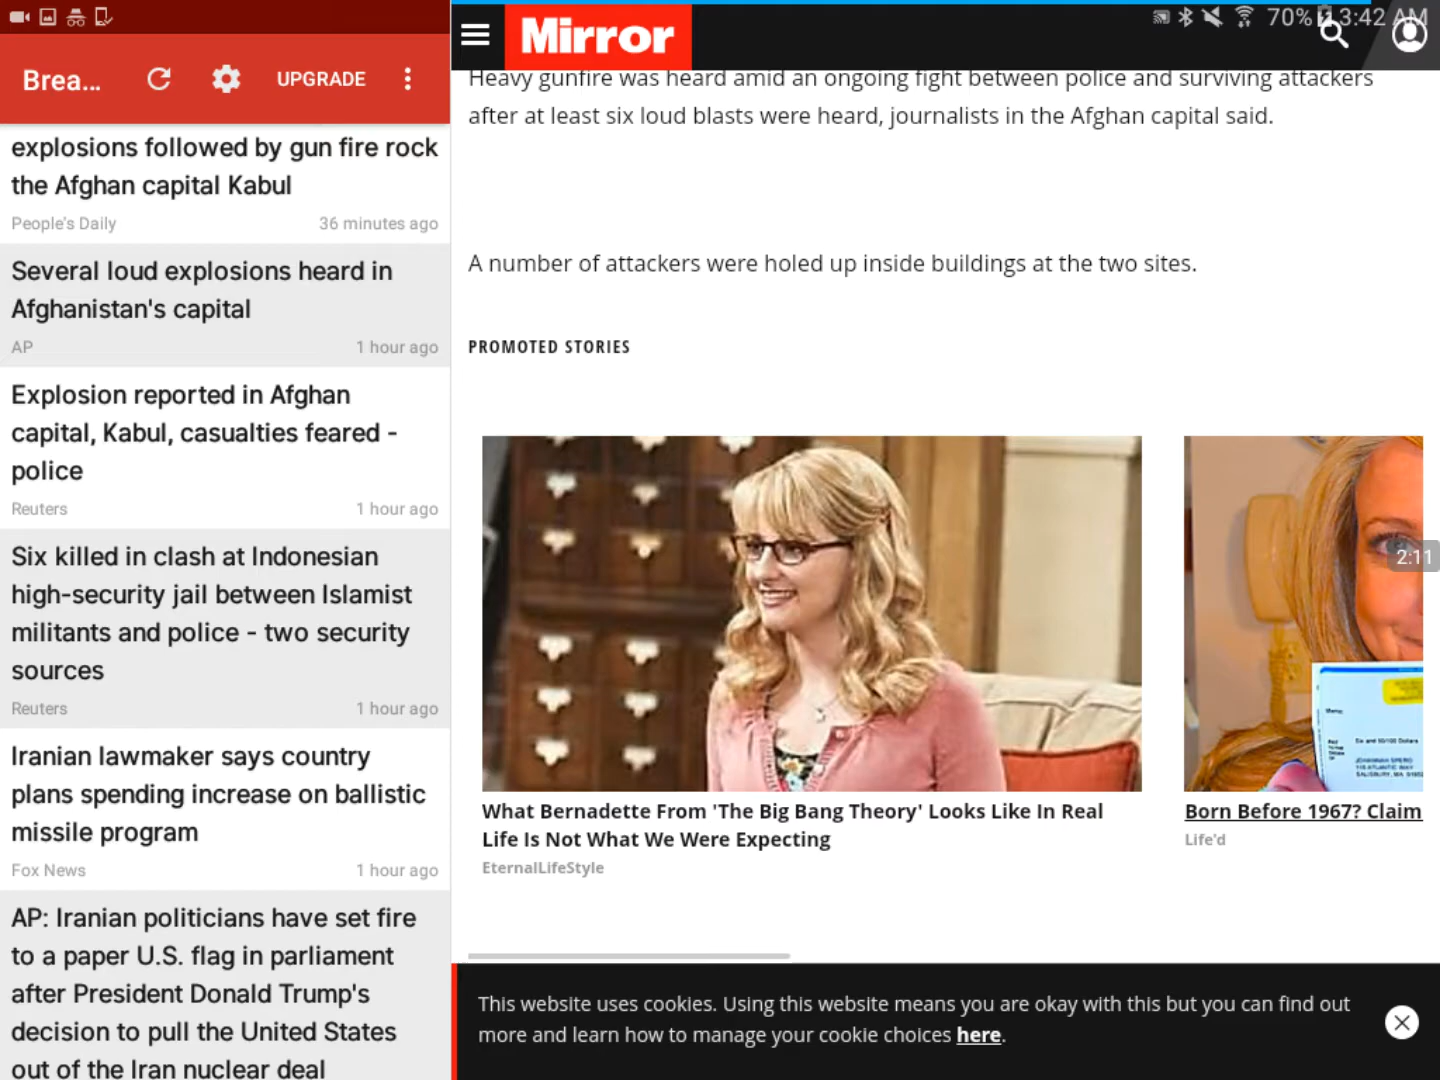 Brea...
UPGRADE
explosions followed by gun fire rock
the Afghan capital Kabul
People's Daily
36 minutes ago
Several loud explosions heard in
Afghanistan's capital
AP
1 hour ago
Explosion reported in Afghan
capital, Kabul, casualties feared -
police
Reuters
1 hour ago
Six killed in clash at Indonesian
high-security jail between Islamist
militants and police - two security
sources
Reuters
1 hour ago
Iranian lawmaker says country
plans spending increase on ballistic
missile program
Fox News
1 hour ago
AP: Iranian politicians have set fire
to a paper U.S. flag in parliament
after President Donald Trump's
decision to pull the United States
out of the Iran nuclear deal
Mirror
70% 3:42 AM
Heavy gunfire was heard amid an ongoing fight between police and surviving attackers
after at least six loud blasts were heard, journalists in the Afghan capital said.
A number of attackers were holed up inside buildings at the two sites.
PROMOTED STORIES
2:11
What Bernadette From 'The Big Bang Theory' Looks Like In Real
Life Is Not What We Were Expecting
EternalLifeStyle
Born Before 1967? Claim
Life'd
This website uses cookies. Using this website means you are okay with this but you can find out
more and learn how to manage your cookie choices here.